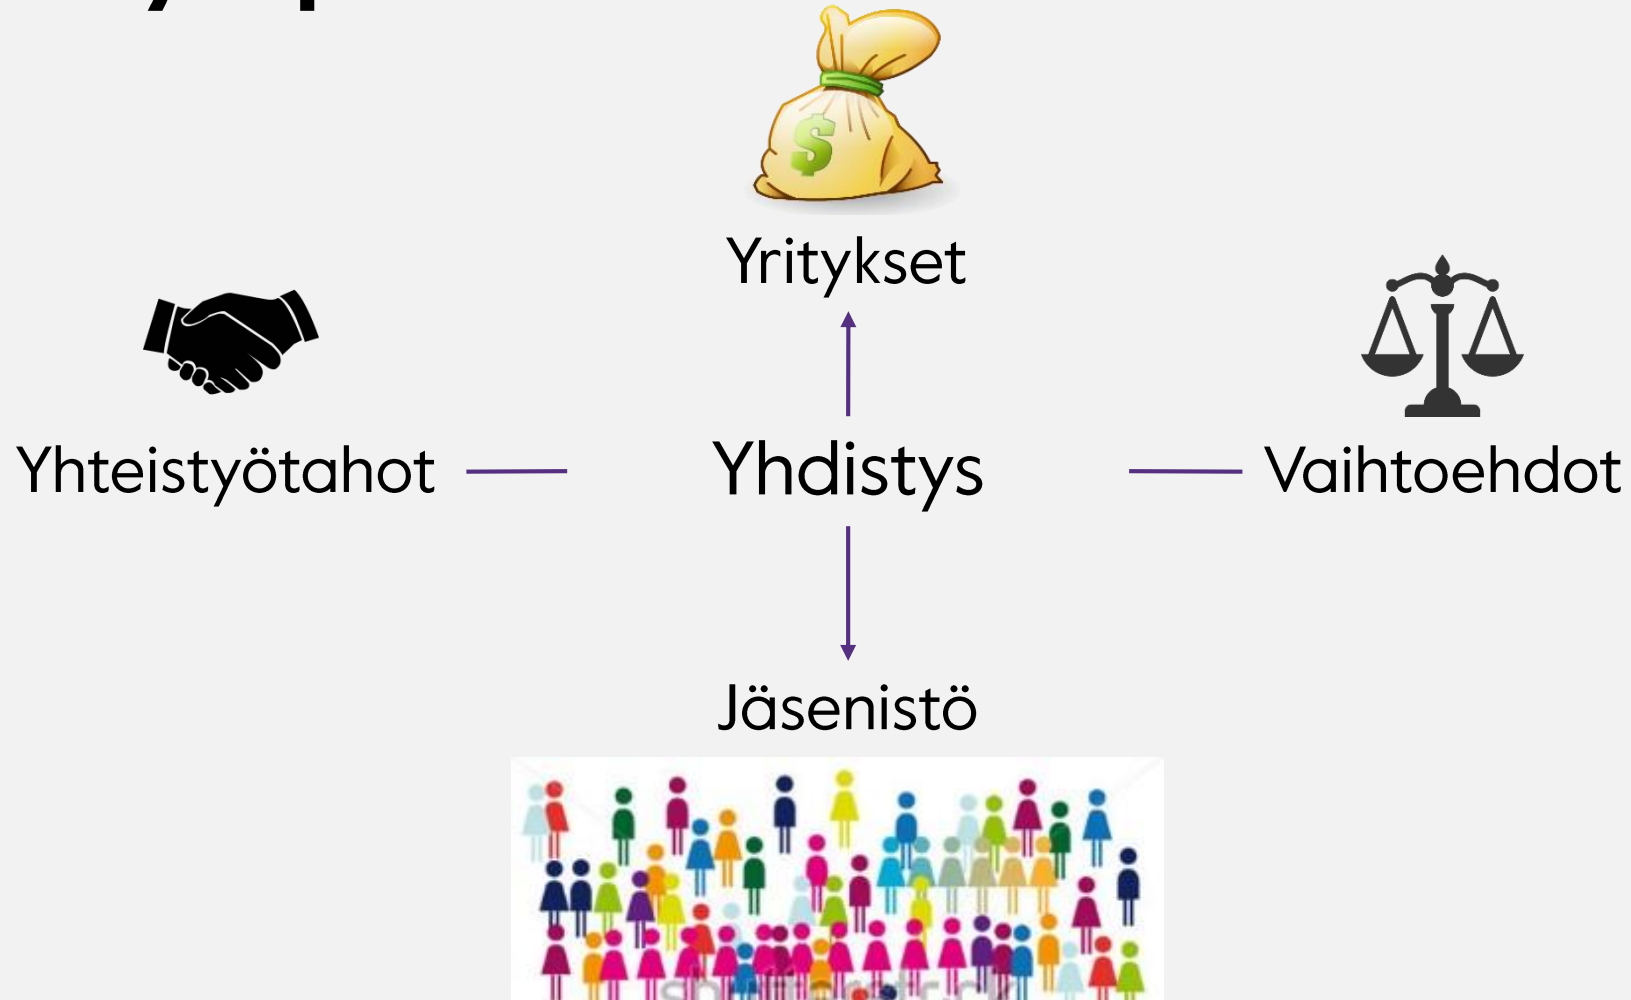 Yritykset
Yhteistyötahot
Yhdistys
Vaihtoehdot
Jäsenistö